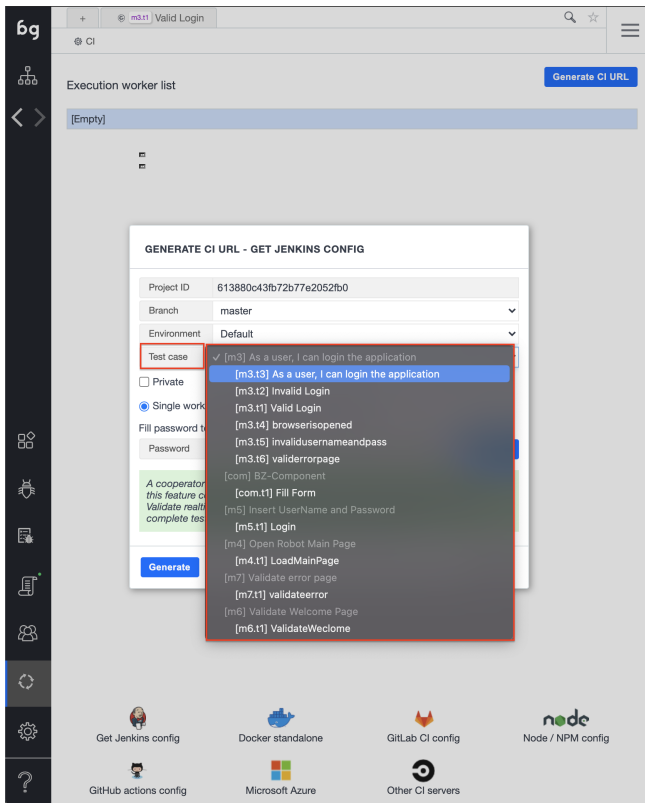 6g
+
m3.t1 Valid Login
CI
Execution worker list
Generate CI URL
[Empty]
GENERATE CI URL - GET JENKINS CONFIG
Project ID 613880c43fb72b77e2052fb0
Branch master
Environment Default
Test case
✓ [m3] As a user, I can login the application
[m3.t3] As a user, I can login the application
Private
[m3.t2] Invalid Login
Single work
[m3.t1] Valid Login
Fill password t
[m3.t4] browserisopened
Password
[m3.t5] invalidusernameandpass
[m3.t6] validerrorpage
[com] BZ-Component
A cooperator
[com.t1] Fill Form
this feature c
[m5] Insert UserName and Password
Validate realti
complete tes
[m5.t1] Login
[m4] Open Robot Main Page
[m4.t1] LoadMainPage
Generate
[m7] Validate error page
[m7.t1] validateerror
[m6] Validate Welcome Page
[m6.t1] ValidateWeclome
Get Jenkins config
Docker standalone
GitLab CI config
node
Node / NPM config
GitHub actions config
Microsoft Azure
Other CI servers
?